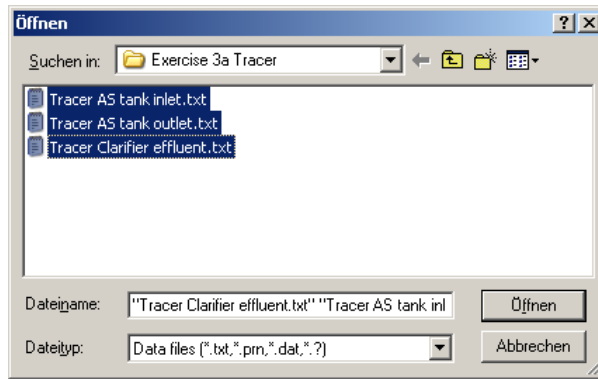 Öffnen
Suchen in: Exercise 3a Tracer
Tracer AS tank inlet.txt
Tracer AS tank outlet.txt
Tracer Clarifier effluent.txt
Dateiname: "Tracer Clarifier effluent.txt" "Tracer AS tank inl Öffnen
Dateityp: Data files (*.txt,*.prn,*.dat,*.?) Abbrechen